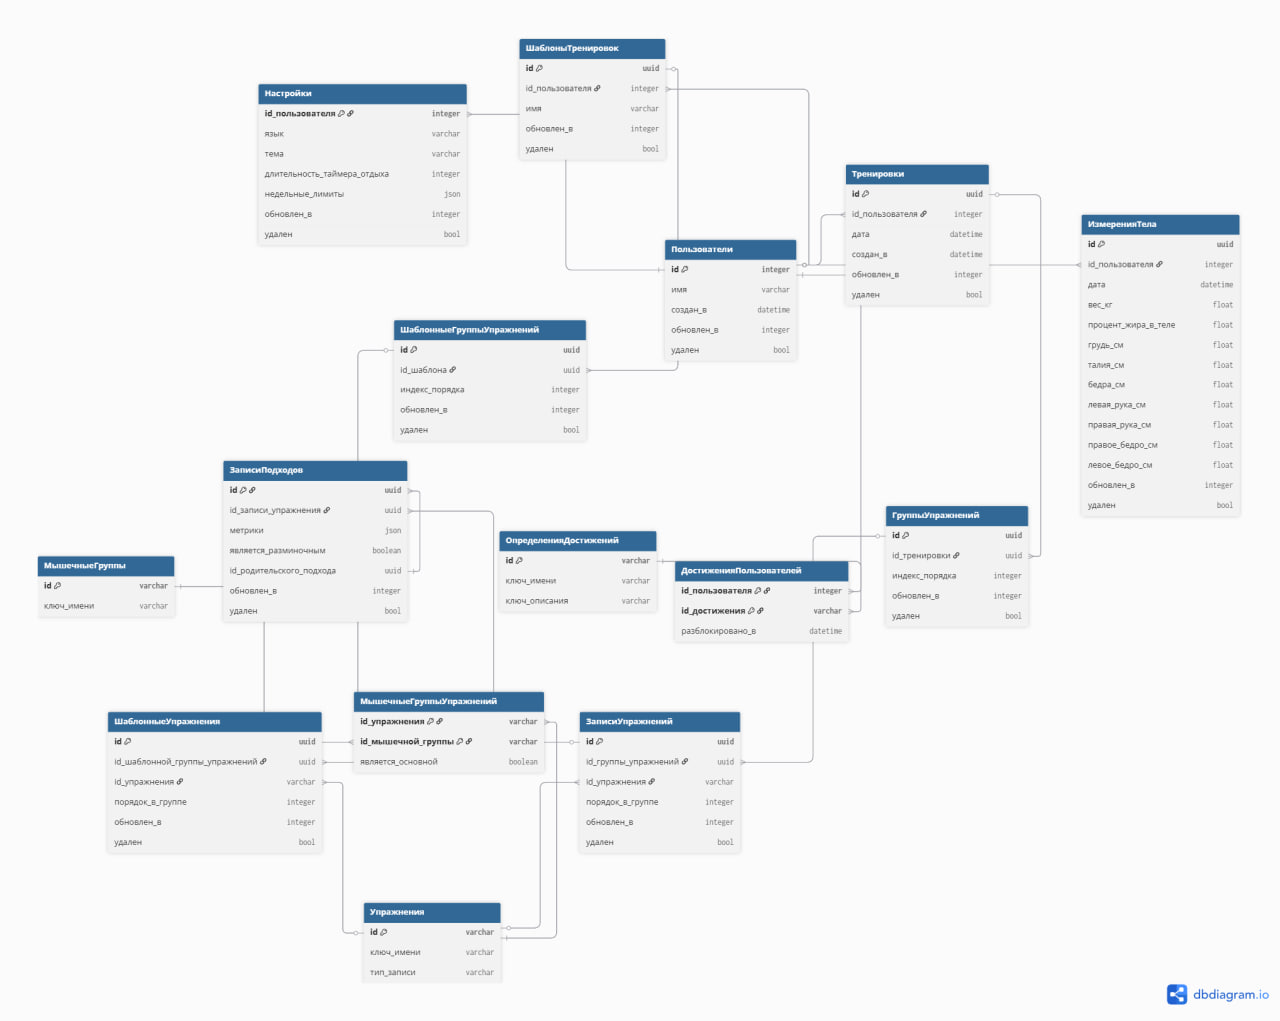 ШаблоныТренировок
id uuid
id_пользователя integer
имя varchar
обновлен_в integer
удален bool
Настройки
id_пользователя integer
язык varchar
тема varchar
длительность_таймера_отдыха integer
недельные_лимиты json
обновлен_в integer
удален bool
Тренировки
id uuid
id_пользователя integer
дата datetime
создан_в datetime
обновлен_в integer
удален bool
ИзмеренияТела
id uuid
id_пользователя integer
дата datetime
вес_кг float
процент_жира_в_теле float
грудь_см float
талия_см float
бедра_см float
левая_рука_см float
правая_рука_см float
правое_бедро_см float
левое_бедро_см float
обновлен_в integer
удален bool
Пользователи
id integer
имя varchar
создан_в datetime
обновлен_в integer
удален bool
ШаблонныеГруппыУпражнений
id uuid
id_шаблона uuid
индекс_порядка integer
обновлен_в integer
удален bool
ЗаписиПодходов
id uuid
id_записи_упражнения uuid
метрики json
является_разминочным boolean
id_родительского_подхода uuid
обновлен_в integer
удален bool
МышечныеГруппы
id varchar
ключ_имени varchar
ОпределенияДостижений
id varchar
ключ_имени varchar
ключ_описания varchar
ДостиженияПользователей
id_пользователя integer
id_достижения varchar
разблокировано_в datetime
ГруппыУпражнений
id uuid
id_тренировки uuid
индекс_порядка integer
обновлен_в integer
удален bool
МышечныеГруппыУпражнений
id_упражнения varchar
id_мышечной_группы varchar
является_основной boolean
ШаблонныеУпражнения
id uuid
id_шаблонной_группы_упражнений uuid
id_упражнения varchar
порядок_в_группе integer
обновлен_в integer
удален bool
ЗаписиУпражнений
id uuid
id_группы_упражнений uuid
id_упражнения varchar
порядок_в_группе integer
обновлен_в integer
удален bool
Упражнения
id varchar
ключ_имени varchar
тип_записи varchar
dbdiagram.io